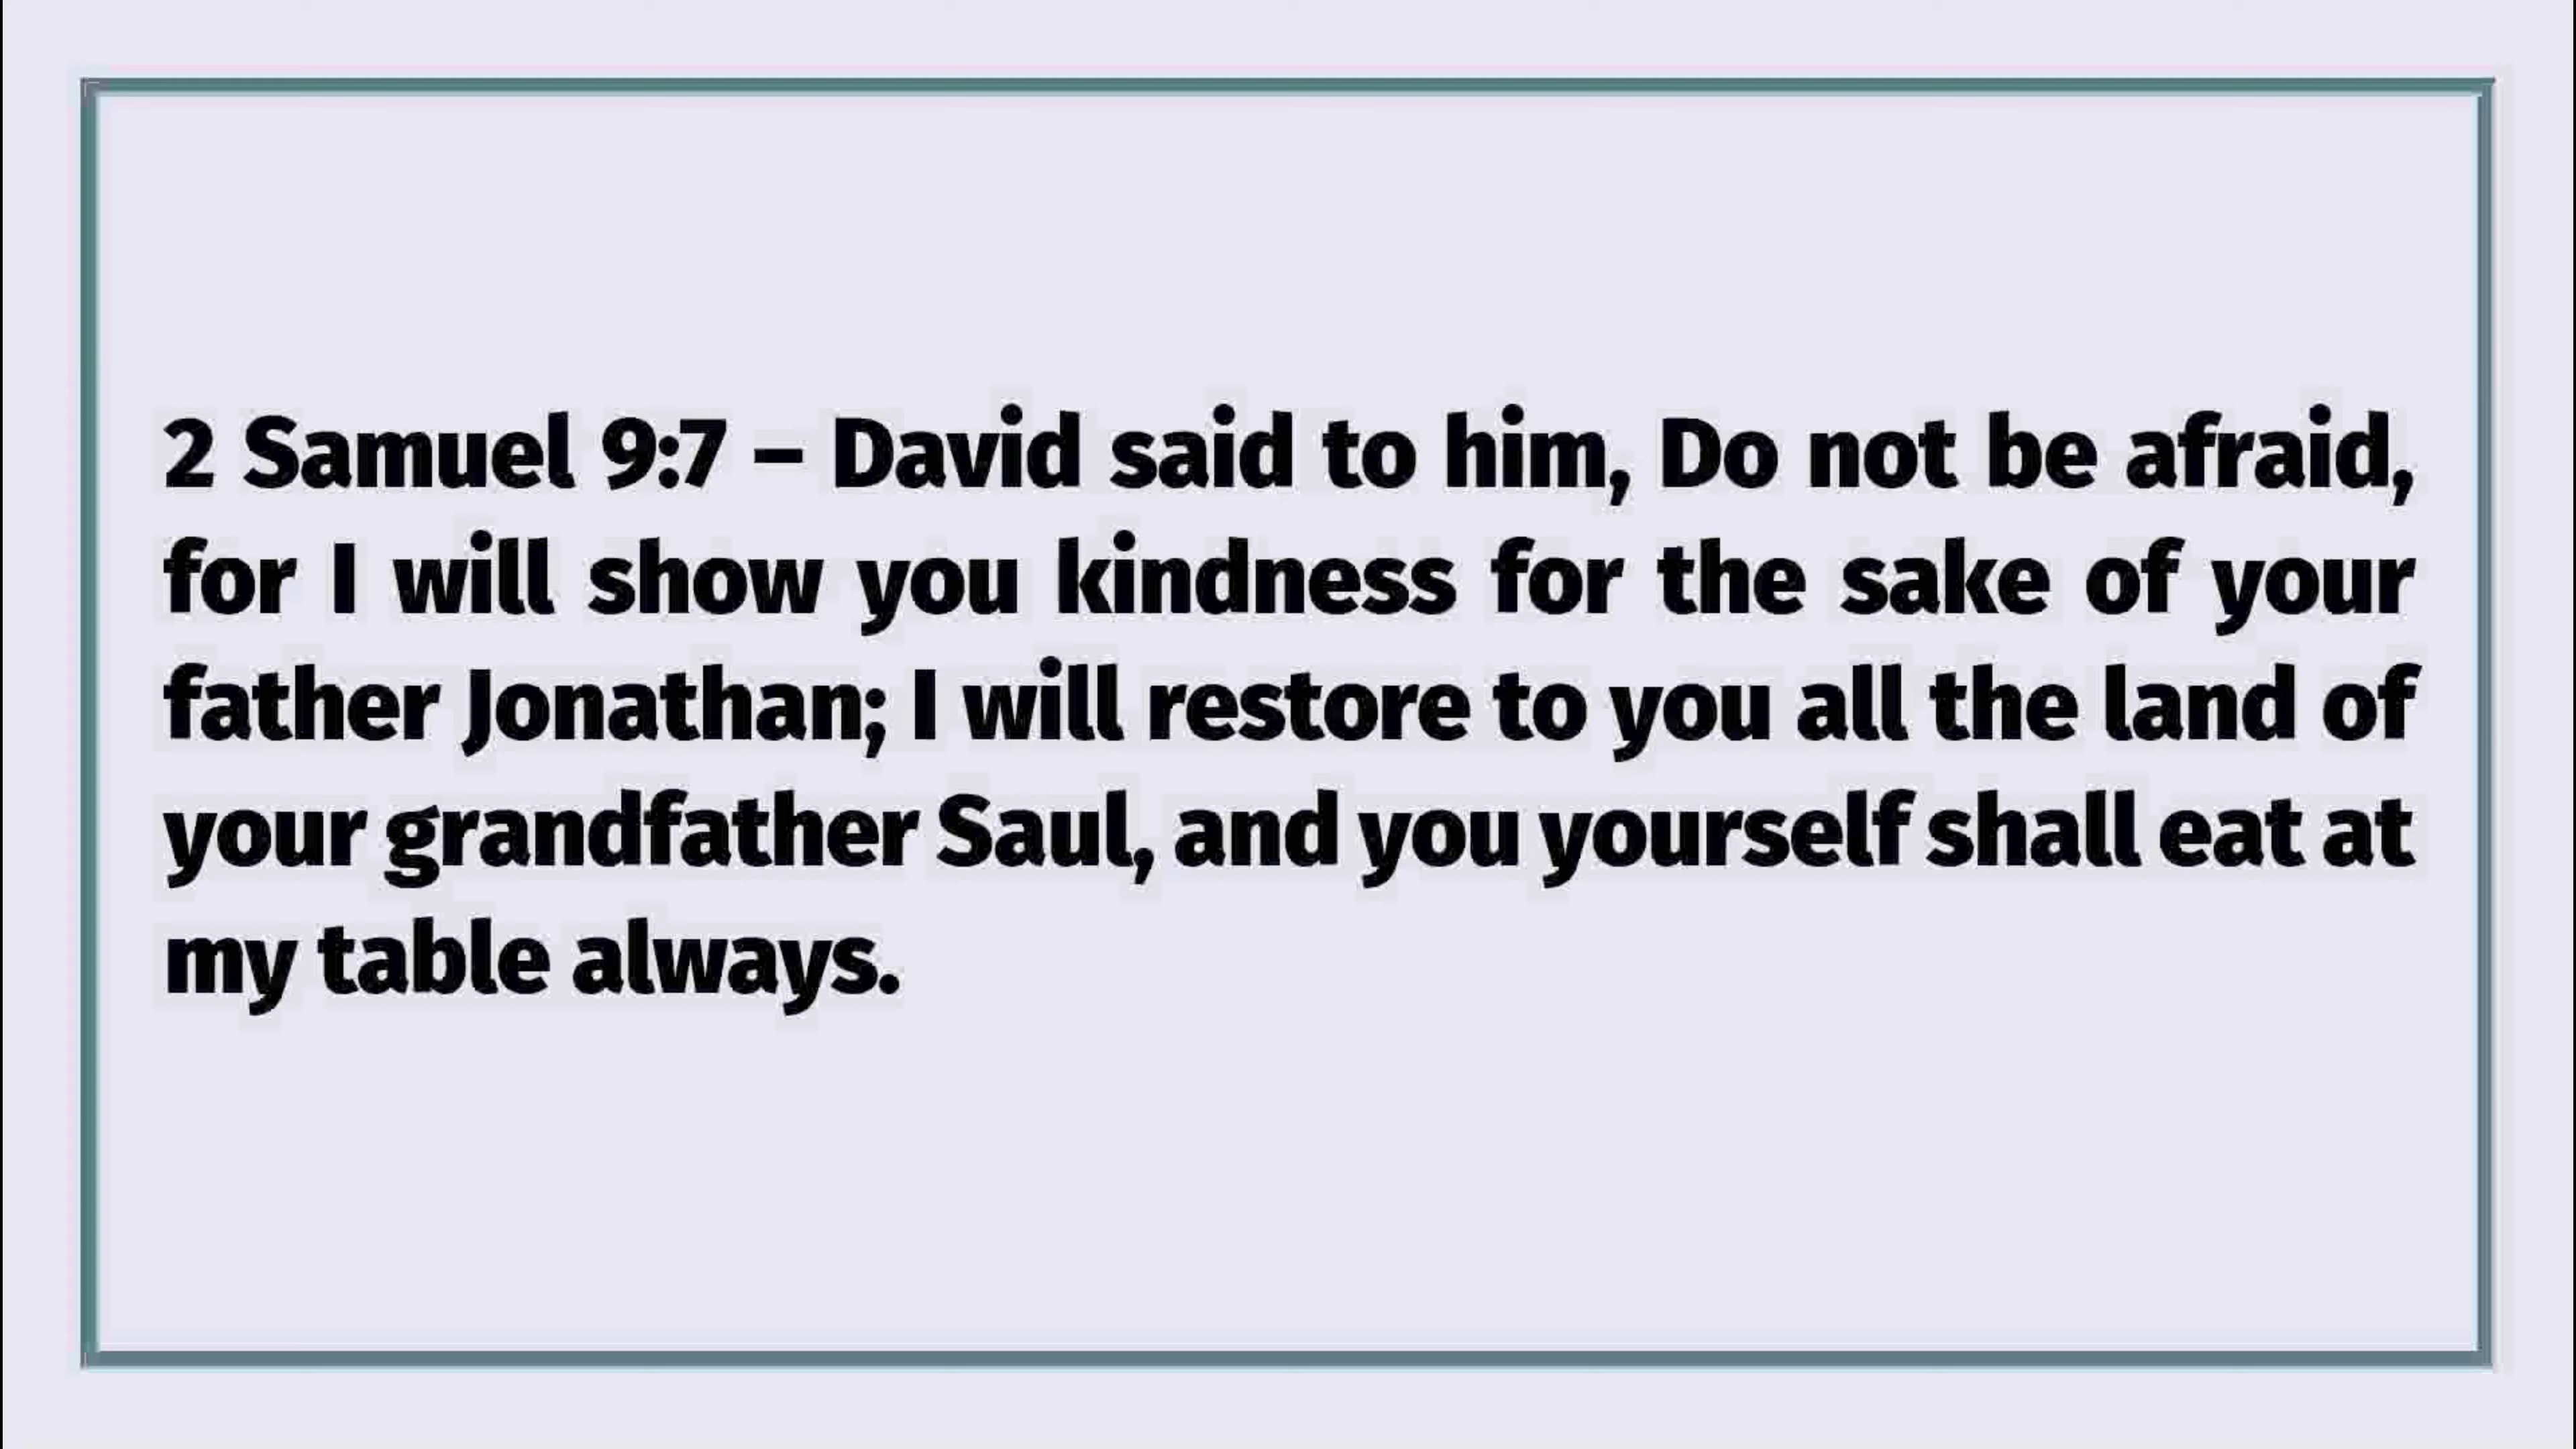 2 Samuel 9:7 – David said to him, Do not be afraid,
for I will show you kindness for the sake of your
father Jonathan; I will restore to you all the land of
your grandfather Saul, and you yourself shall eat at
my table always.